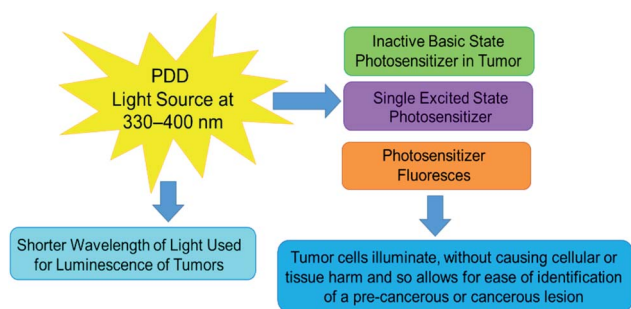 PDD
Light Source at
330–400 nm
Inactive Basic State
Photosensitizer in Tumor
Single Excited State
Photosensitizer
Photosensitizer
Fluoresces
Shorter Wavelength of Light Used
for Luminescence of Tumors
Tumor cells illuminate, without causing cellular or
tissue harm and so allows for ease of identification
of a pre-cancerous or cancerous lesion